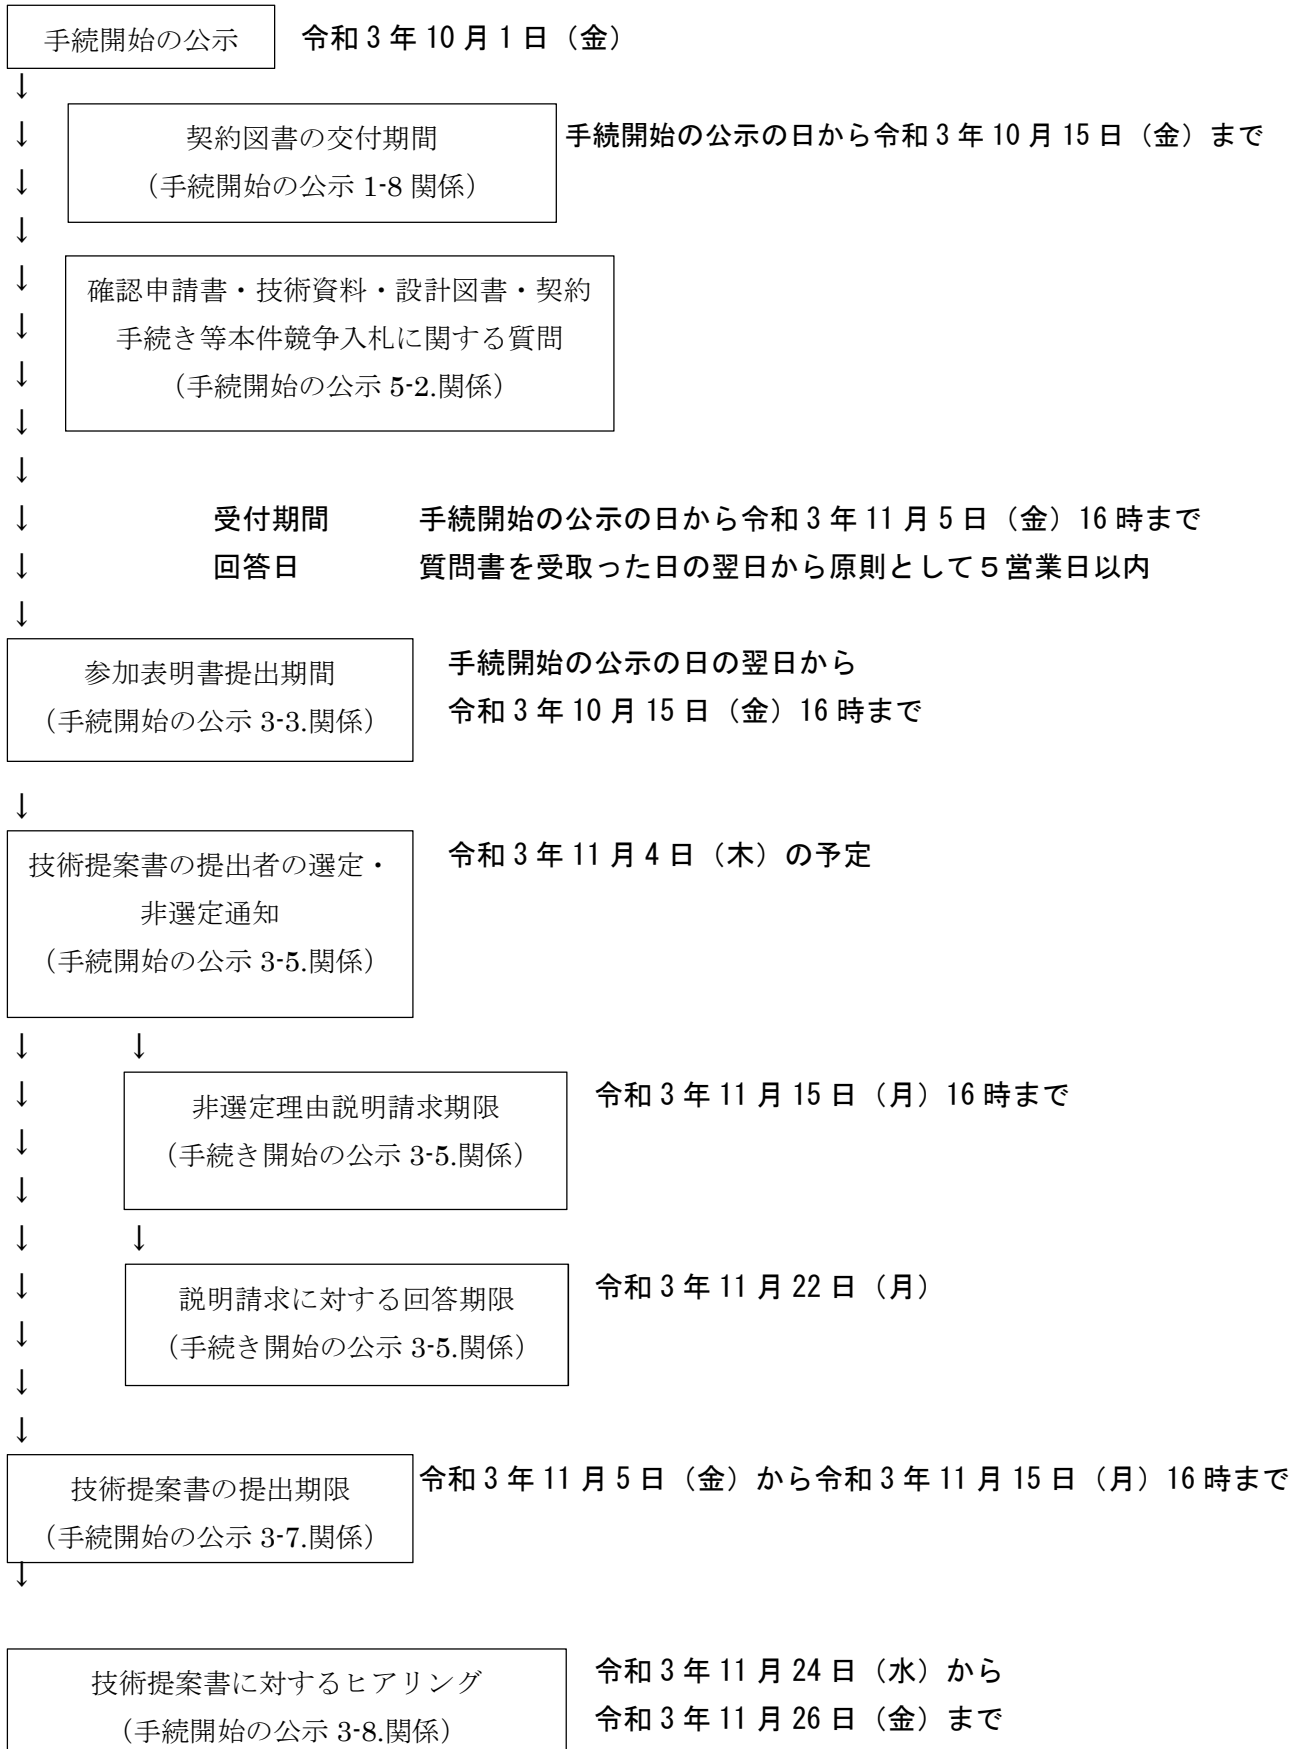 手続開始の公示 令和3年10月1日（金）
↓
↓ 契約図書の交付期間 手続開始の公示の日から令和3年10月15日（金）まで
↓ （手続開始の公示 1-8 関係）
↓
↓ 確認申請書・技術資料・設計図書・契約
↓ 手続き等本件競争入札に関する質問
↓ （手続開始の公示 5-2.関係）
↓
↓
↓ 受付期間 手続開始の公示の日から令和3年11月5日（金）16時まで
↓ 回答日 質問書を受取った日の翌日から原則として５営業日以内
↓
参加表明書提出期間 手続開始の公示の日の翌日から
（手続開始の公示 3-3.関係） 令和3年10月15日（金）16時まで
↓
技術提案書の提出者の選定・ 令和3年11月4日（木）の予定
非選定通知
（手続開始の公示 3-5.関係）
↓ ↓
↓ 非選定理由説明請求期限 令和3年11月15日（月）16時まで
↓ （手続き開始の公示 3-5.関係）
↓
↓ ↓
↓ 説明請求に対する回答期限 令和3年11月22日（月）
↓ （手続き開始の公示 3-5.関係）
↓
↓
技術提案書の提出期限 令和3年11月5日（金）から令和3年11月15日（月）16時まで
（手続開始の公示 3-7.関係）
↓
技術提案書に対するヒアリング 令和3年11月24日（水）から
（手続開始の公示 3-8.関係） 令和3年11月26日（金）まで